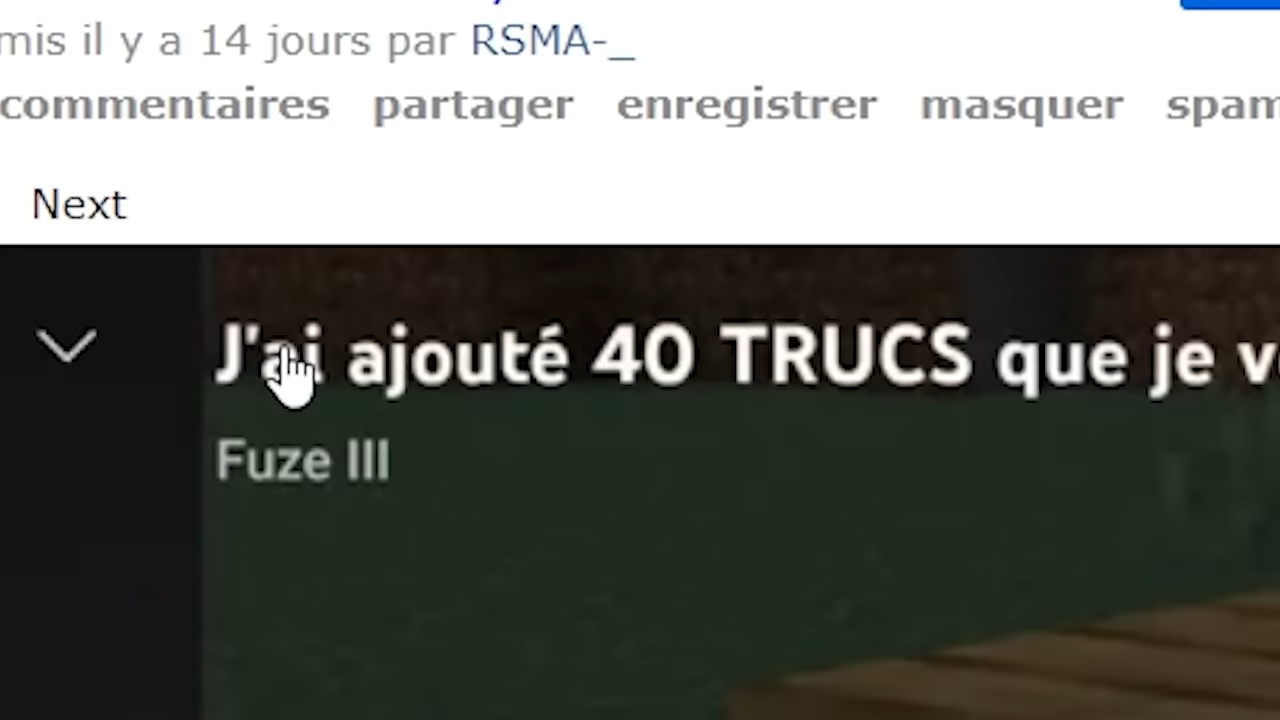 mis il y a 14 jours par RSMA-_
commentaires partager enregistrer masquer spam
Next
J'ai ajouté 40 TRUCS que je v
Fuze III